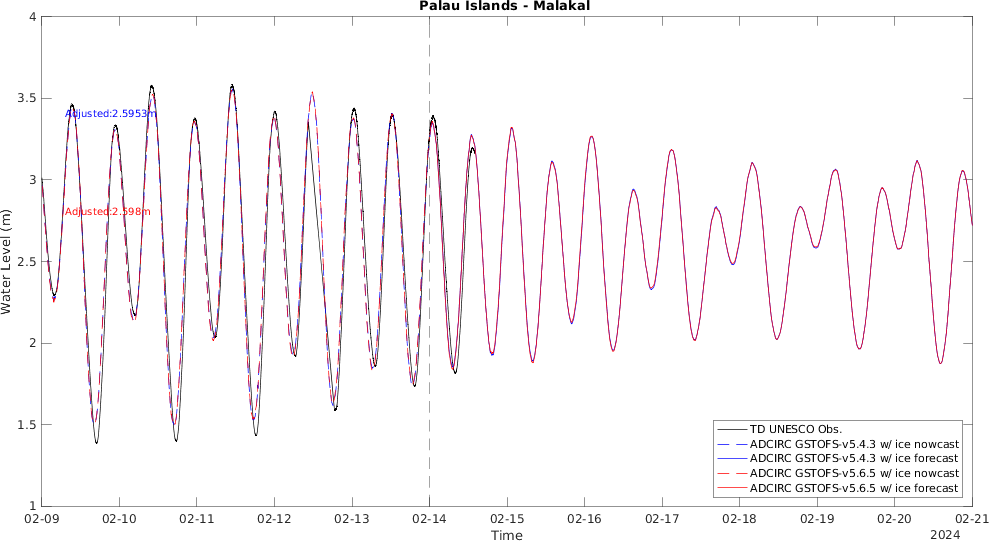 Palau Islands - Malakal
4
3.5
3
2.5
2
1.5
1
Water Level (m)
Adjusted:2.5953m
Adjusted:2.598m
TD UNESCO Obs.
ADCIRC GSTOFS-v5.4.3 w/ ice nowcast
ADCIRC GSTOFS-v5.4.3 w/ ice forecast
ADCIRC GSTOFS-v5.6.5 w/ ice nowcast
ADCIRC GSTOFS-v5.6.5 w/ ice forecast
02-09 02-10 02-11 02-12 02-13 02-14 02-15 02-16 02-17 02-18 02-19 02-20 02-21
Time
2024